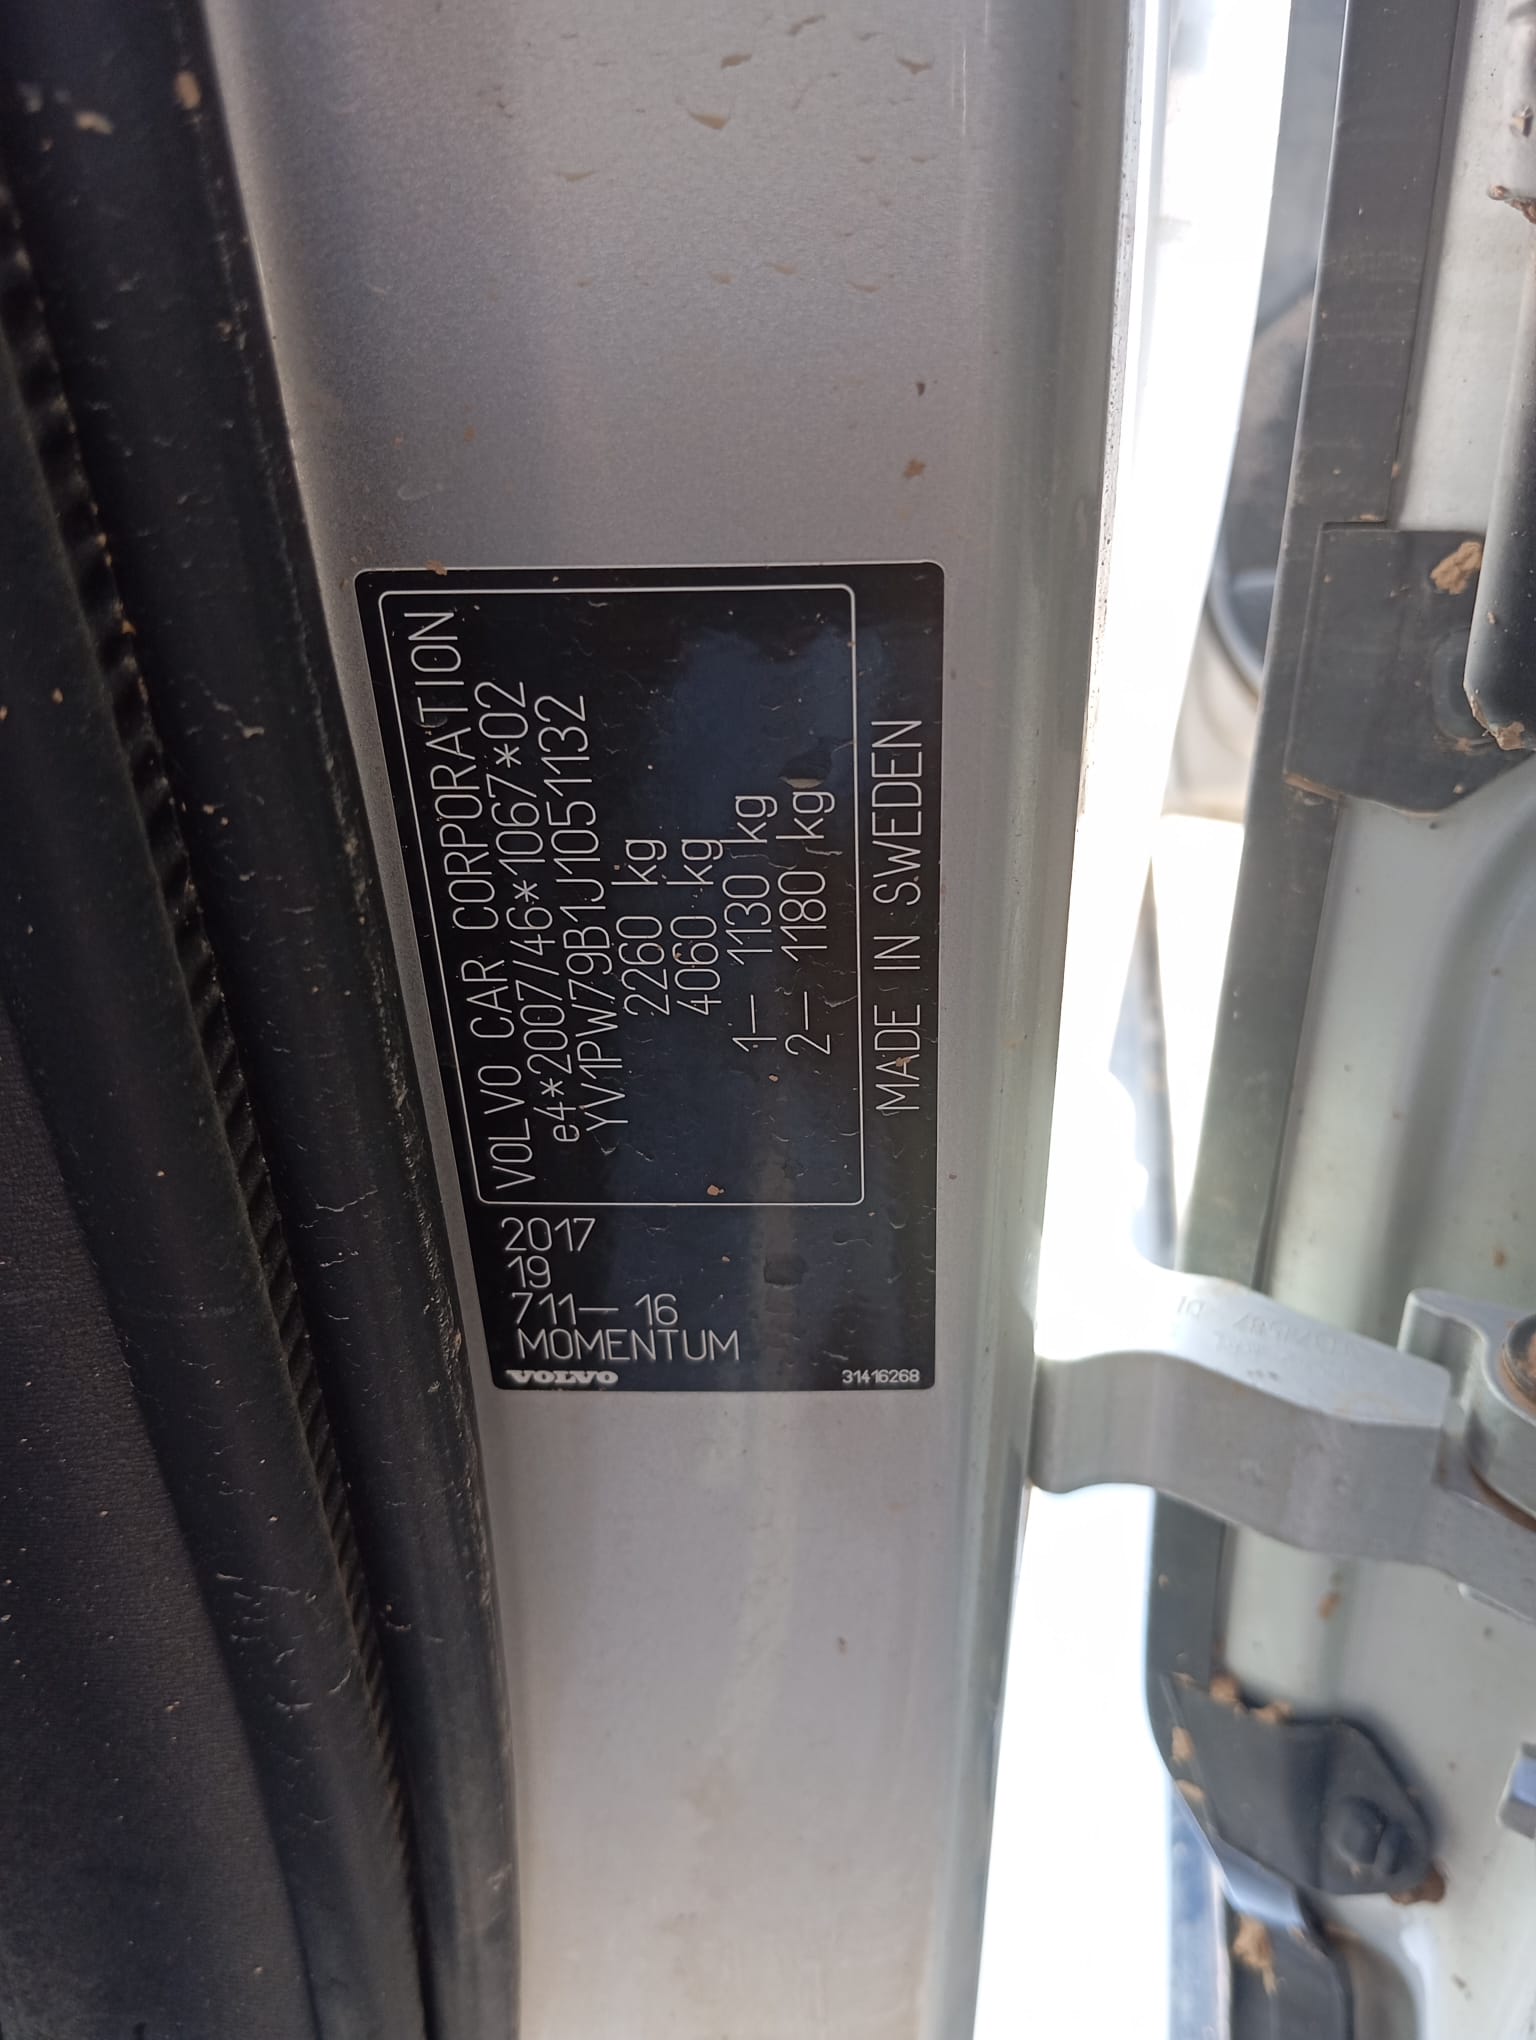 VOLVO CAR CORPORATION
e4*2007/46*1067*02
YV1PW79B1J1051132
2260 kg
4060 kg
1— 1130 kg
2— 1180 kg
MADE IN SWEDEN
2017
19
711— 16
MOMENTUM
VOLVO
31416268